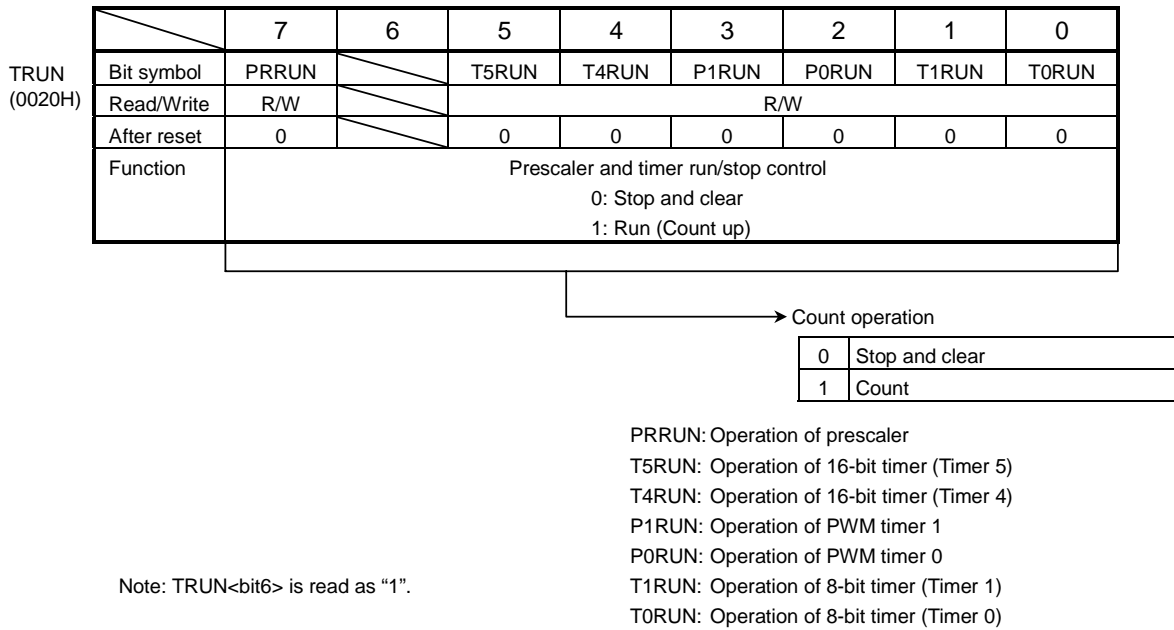 7 6 5 4 3 2 1 0
TRUN
(0020H)
Bit symbol PRRUN T5RUN T4RUN P1RUN P0RUN T1RUN T0RUN
Read/Write R/W R/W
After reset 0 0 0 0 0 0 0
Function Prescaler and timer run/stop control
0: Stop and clear
1: Run (Count up)
Count operation
0 Stop and clear
1 Count
PRRUN: Operation of prescaler
T5RUN: Operation of 16-bit timer (Timer 5)
T4RUN: Operation of 16-bit timer (Timer 4)
P1RUN: Operation of PWM timer 1
P0RUN: Operation of PWM timer 0
Note: TRUN<bit6> is read as “1”.
T1RUN: Operation of 8-bit timer (Timer 1)
T0RUN: Operation of 8-bit timer (Timer 0)